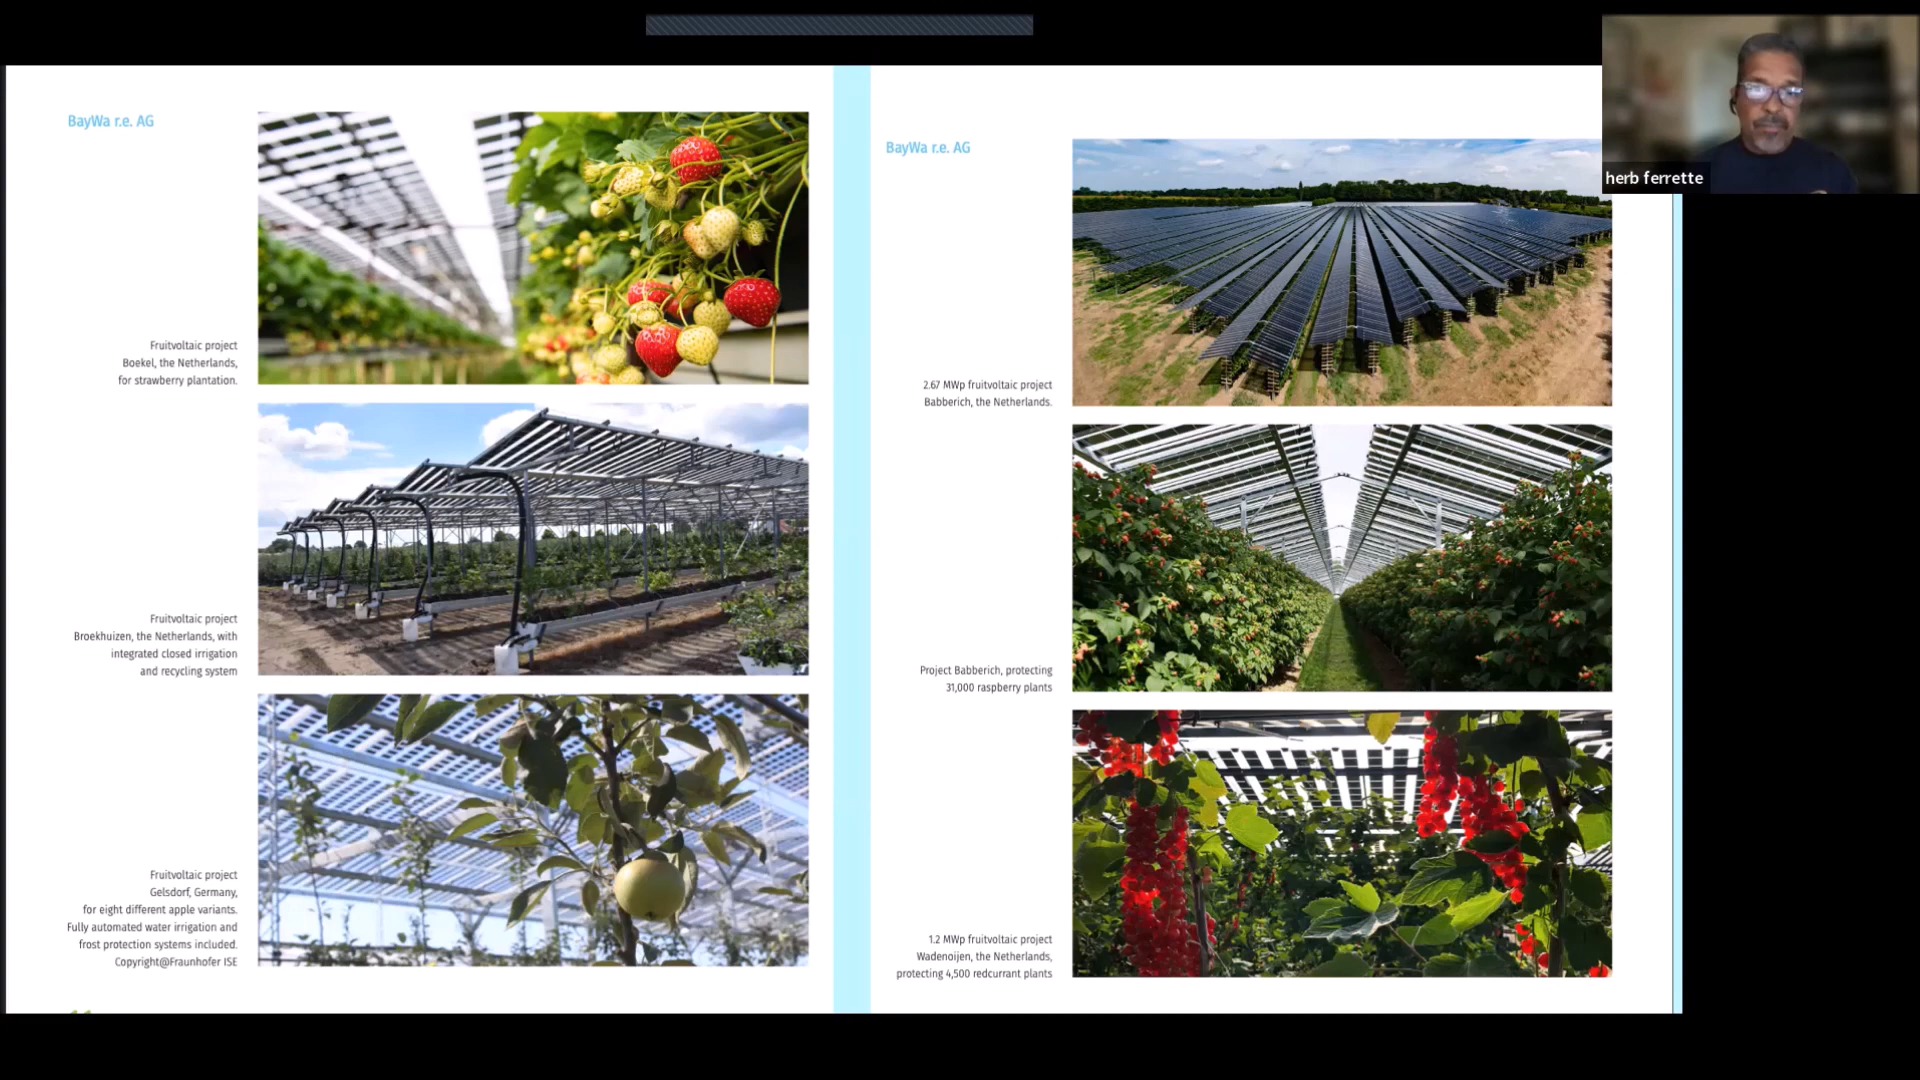 BayWa r.e. AG
Fruitvoltaic project
Boekel, the Netherlands,
for strawberry plantation.
Fruitvoltaic project
Broekhuizen, the Netherlands, with
integrated closed irrigation
and recycling system
Fruitvoltaic project
Gelsdorf, Germany,
for eight different apple variants.
Fully automated water irrigation and
frost protection systems included.
Copyright@Fraunhofer ISE
BayWa r.e. AG
2.67 MWp fruitvoltaic project
Babberich, the Netherlands.
Project Babberich, protecting
31,000 raspberry plants
1.2 MWp fruitvoltaic project
Wadenoijen, the Netherlands,
protecting 4,500 redcurrant plants
herb ferrette